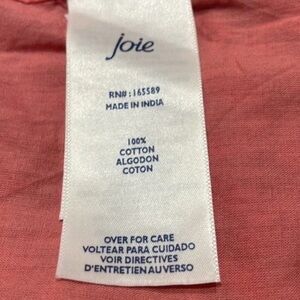 joie
RN#: 165589
MADE IN INDIA
100%
COTTON
ALGODON
COTON
OVER FOR CARE
VOLTEAR PARA CUIDADO
VOIR DIRECTIVES
D'ENTRETIEN AU VERSO